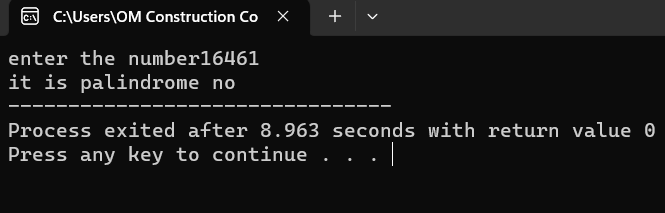 C:\Users\OM Construction Co
enter the number16461
it is palindrome no
--------------------------------
Process exited after 8.963 seconds with return value 0
Press any key to continue . . .